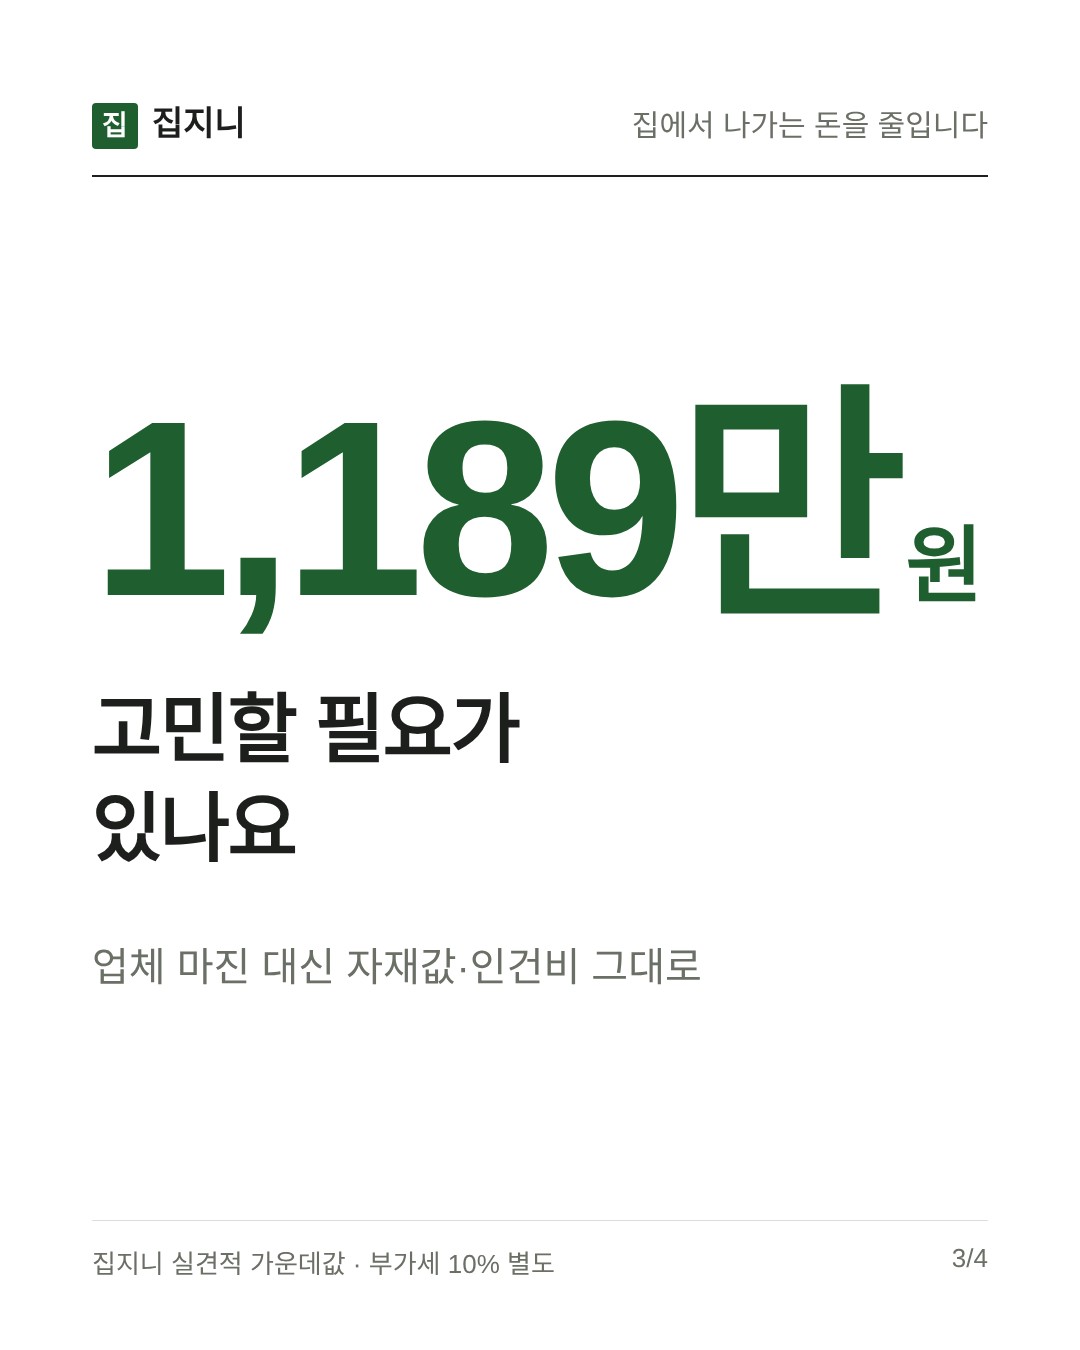 집 집지니
집에서 나가는 돈을 줄입니다
1,189만원
고민할 필요가
있나요
업체 마진 대신 자재값·인건비 그대로
집지니 실견적 가운데값 · 부가세 10% 별도
3/4